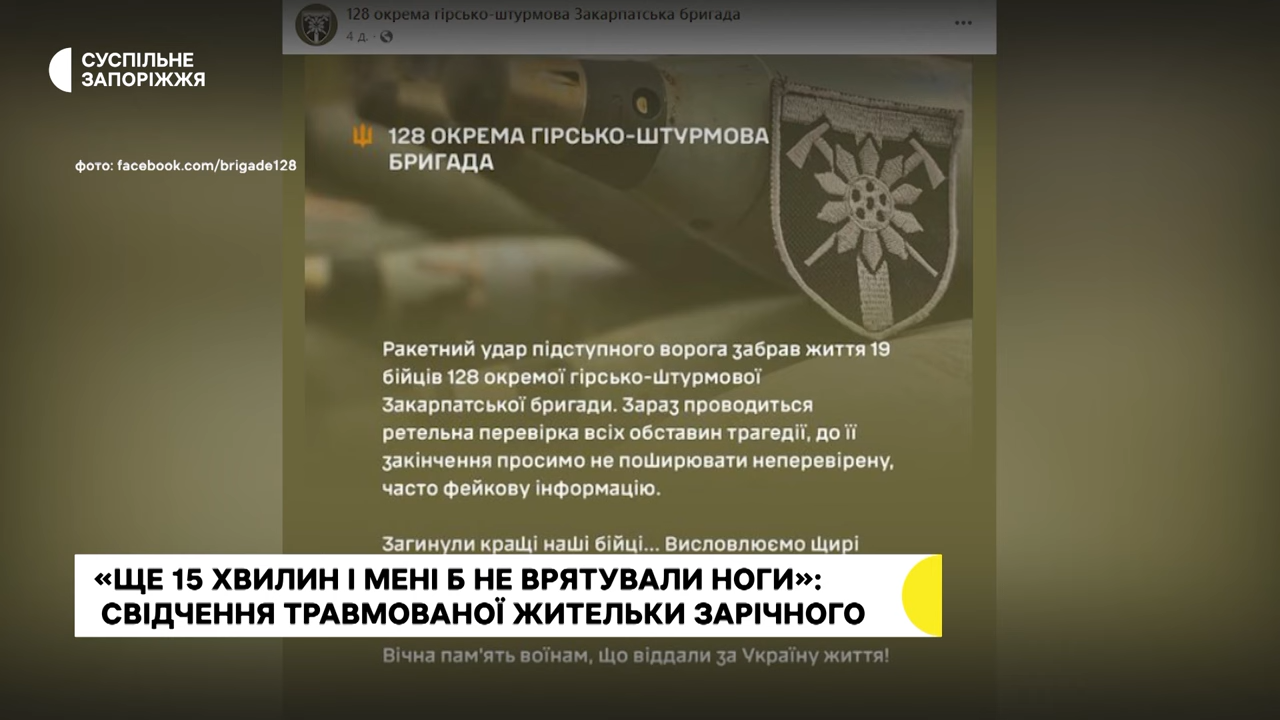 128 окрема гірсько-штурмова Закарпатська бригада
4 д.
СУСПІЛЬНЕ
ЗАПОРІЖЖЯ
фото: facebook.com/brigade128
128 ОКРЕМА ГІРСЬКО-ШТУРМОВА
БРИГАДА
Ракетний удар підступного ворога забрав життя 19
бійців 128 окремої гірсько-штурмової
Закарпатської бригади. Зараз проводиться
ретельна перевірка всіх обставин трагедії, до її
закінчення просимо не поширювати неперевірену,
часто фейкову інформацію.
Загинули кращі наші бійці... Висловлюємо щирі
«ЩЕ 15 ХВИЛИН І МЕНІ Б НЕ ВРЯТУВАЛИ НОГИ»:
СВІДЧЕННЯ ТРАВМОВАНОЇ ЖИТЕЛЬКИ ЗАРІЧНОГО
Вічна пам'ять воїнам, що віддали за Україну життя!